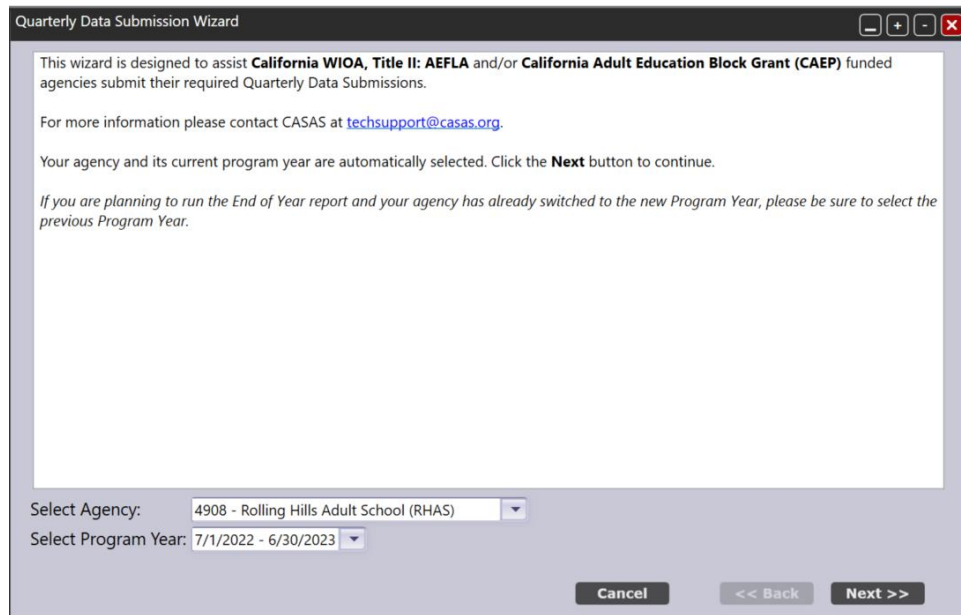 Quarterly Data Submission Wizard
This wizard is designed to assist California WIOA, Title II: AEFLA and/or California Adult Education Block Grant (CAEP) funded
agencies submit their required Quarterly Data Submissions.
For more information please contact CASAS at techsupport@casas.org.
Your agency and its current program year are automatically selected. Click the Next button to continue.
If you are planning to run the End of Year report and your agency has already switched to the new Program Year, please be sure to select the
previous Program Year.
Select Agency: 4908 - Rolling Hills Adult School (RHAS)
Select Program Year: 7/1/2022 - 6/30/2023
Cancel << Back Next >>